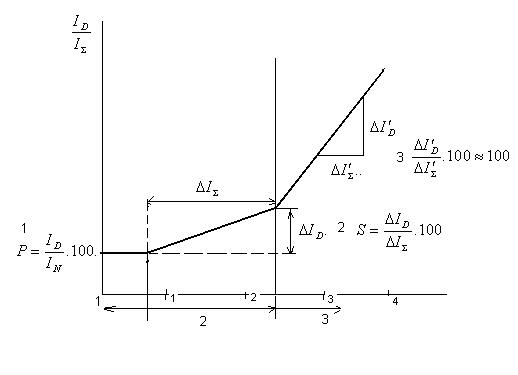 I_D
I_Σ
ΔI'_D
ΔI'_Σ..
3 ΔI'_D/ΔI'_Σ .100 ≈ 100
ΔI_Σ
ΔI_D. 2 S = ΔI_D/ΔI_Σ .100
1
P = I_D/I_N .100.
1 1 2 3 4
2 3